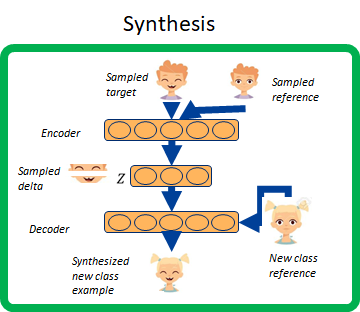 Synthesis
Sampled
target
Sampled
reference
Encoder
Sampled
delta
Z
Decoder
Synthesized
new class
example
New class
reference